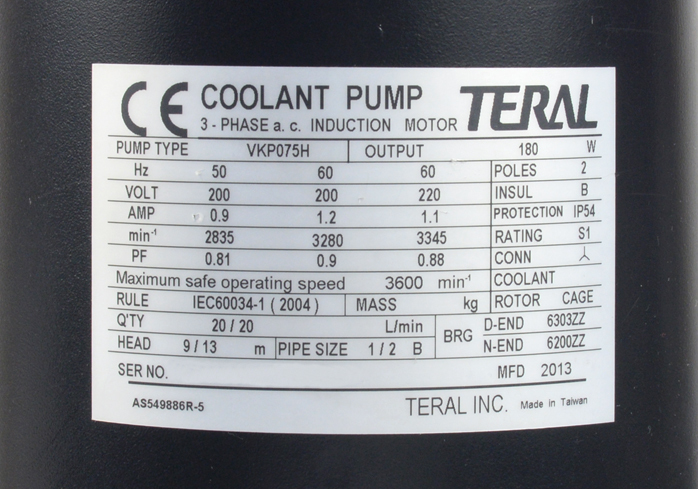 CE COOLANT PUMP TERAL
3 - PHASE a. c. INDUCTION MOTOR
PUMP TYPE VKP075H OUTPUT 180 W
Hz 50 60 60 POLES 2
VOLT 200 200 220 INSUL B
AMP 0.9 1.2 1.1 PROTECTION IP54
min⁻¹ 2835 3280 3345 RATING S1
PF 0.81 0.9 0.88 CONN ⅄
Maximum safe operating speed 3600 min⁻¹ COOLANT
RULE IEC60034-1 ( 2004 ) MASS kg ROTOR CAGE
Q'TY 20 / 20 L/min BRG D-END 6303ZZ
HEAD 9 / 13 m PIPE SIZE 1 / 2 B N-END 6200ZZ
SER NO. MFD 2013
AS549886R-5 TERAL INC. Made in Taiwan